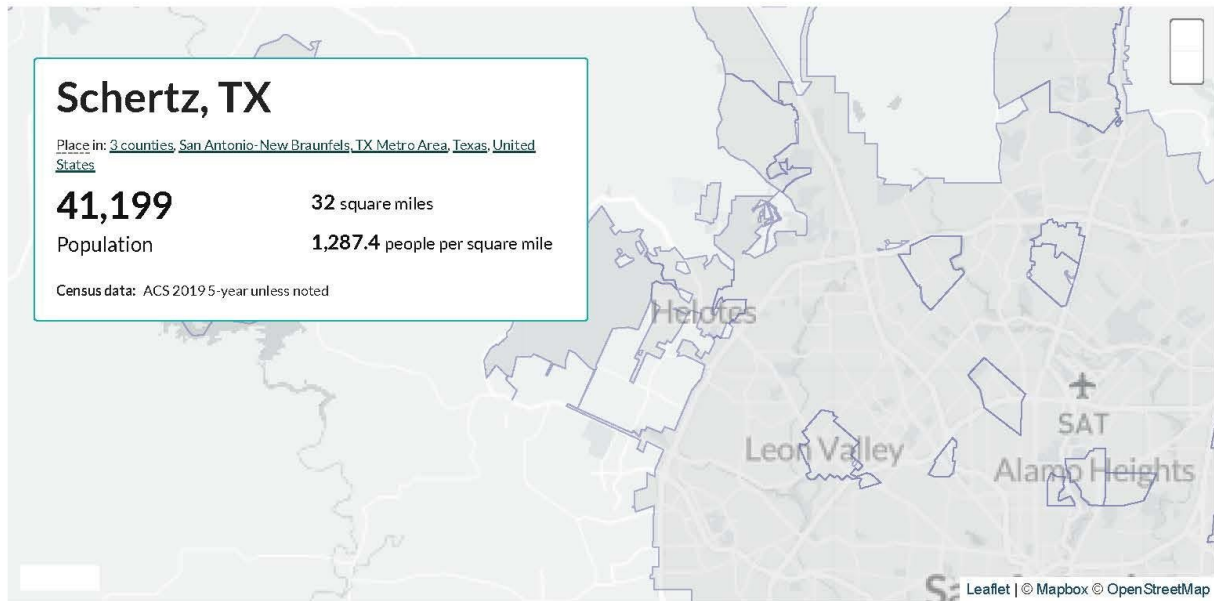 Schertz, TX
Place in: 3 counties, San Antonio-New Braunfels, TX Metro Area, Texas, United
States
41,199
32 square miles
Population
1,287.4 people per square mile
Census data: ACS 2019 5-year unless noted
Helotes
SAT
Leon Valley
Alamo Heights
Leaflet | © Mapbox © OpenStreetMap